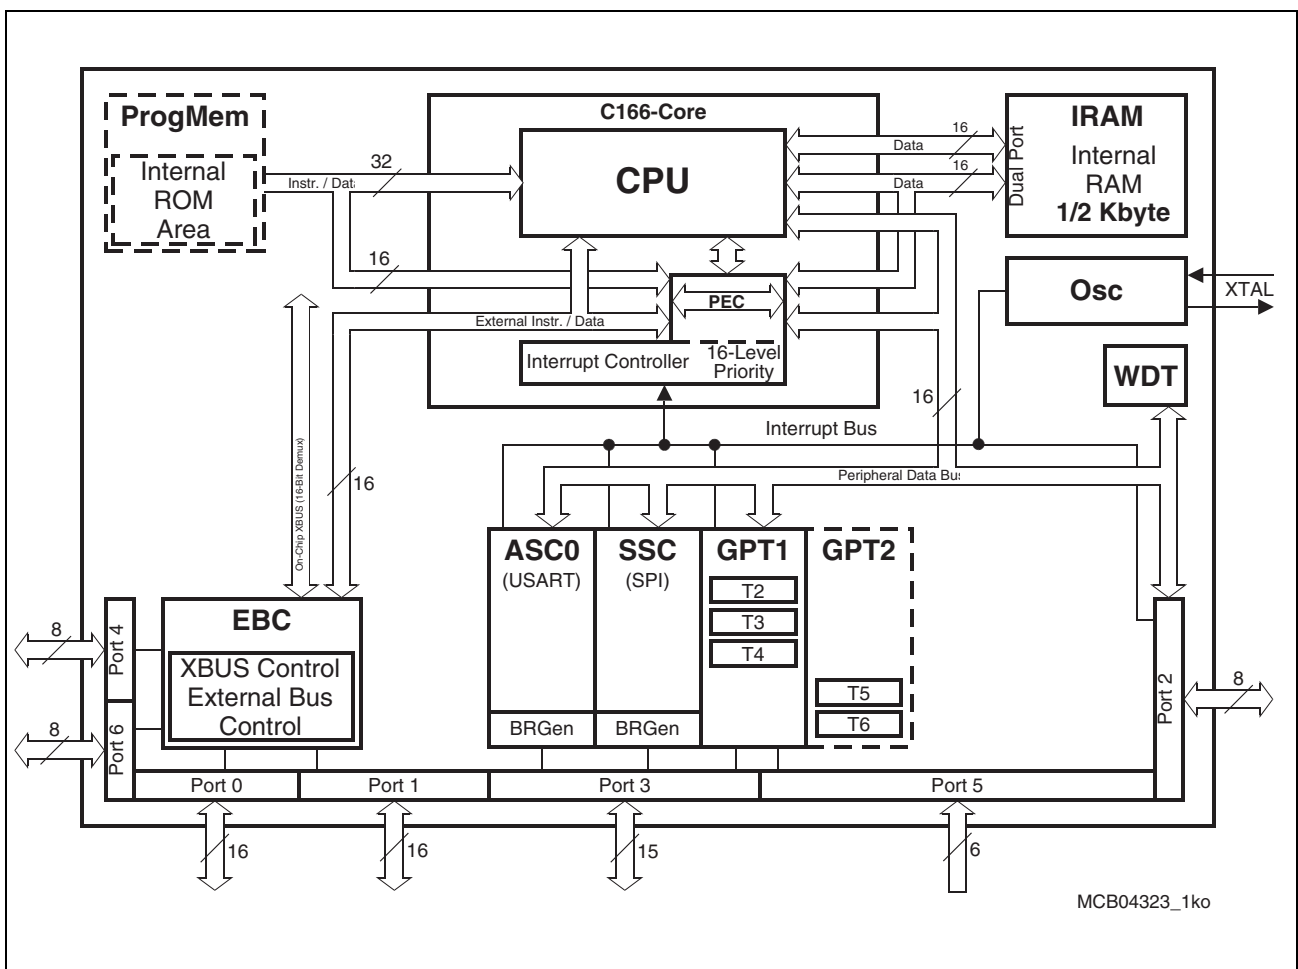 ProgMem
Internal
ROM
Area
C166-Core
CPU
32
Instr. / Data
16
Data
16
Data
16
Dual Port
IRAM
Internal
RAM
1/2 Kbyte
Osc
XTAL
PEC
External Instr. / Data
Interrupt Controller
16-Level
Priority
WDT
16
Interrupt Bus
Peripheral Data Bus
On-Chip XBUS (16-Bit Demux)
16
ASC0
(USART)
BRGen
SSC
(SPI)
BRGen
GPT1
T2
T3
T4
GPT2
T5
T6
EBC
XBUS Control
External Bus
Control
8
Port 4
8
Port 6
Port 2
8
Port 0
Port 1
Port 3
Port 5
16
16
15
6
MCB04323_1ko